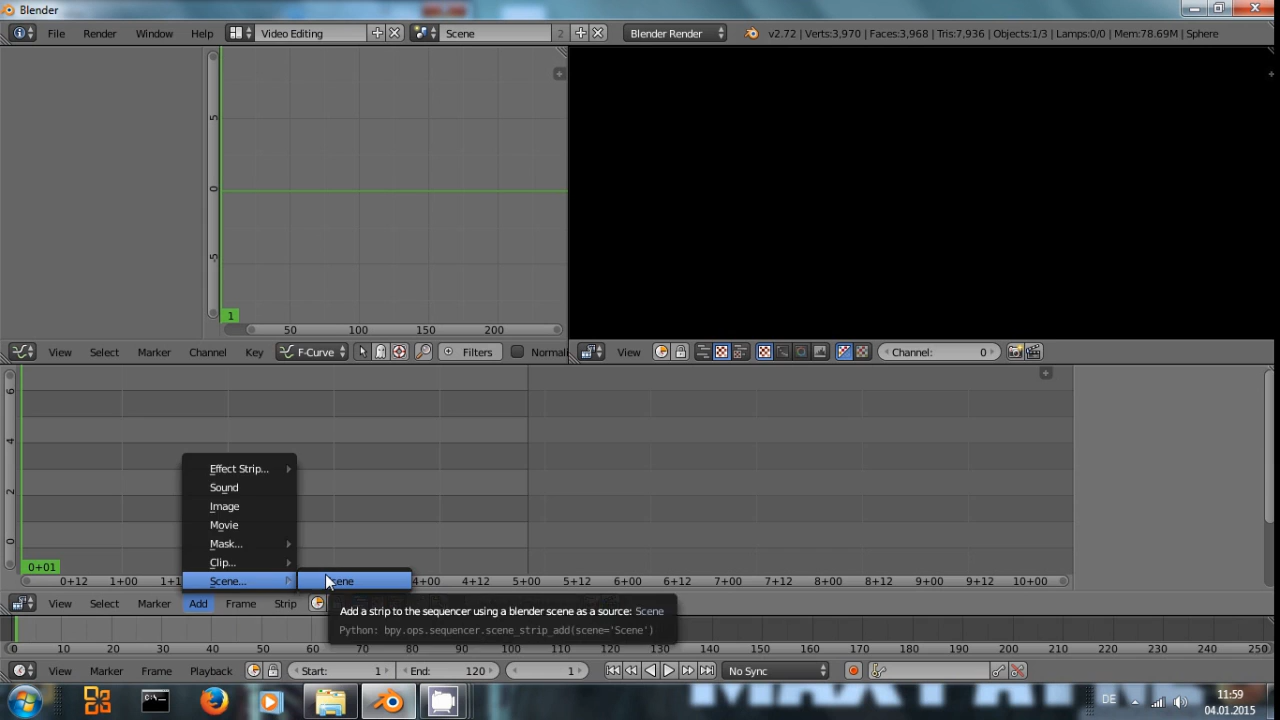 Blender
File Render Window Help Video Editing Scene 2 Blender Render v2.72 | Verts:3,970 | Faces:3,968 | Tris:7,936 | Objects:1/3 | Lamps:0/0 | Mem:78.69M | Sphere
5
0
-5
1
50 100 150 200
View Select Marker Channel Key F-Curve Filters Normal View Channel: 0
6
4
2
0
Effect Strip...
Sound
Image
Movie
Mask...
Clip...
Scene...
0+01
0+12 1+00 4+00 4+12 5+00 5+12 6+00 6+12 7+00 7+12 8+00 8+12 9+00 9+12 10+00
View Select Marker Add Frame Strip
Add a strip to the sequencer using a blender scene as a source: Scene
Python: bpy.ops.sequencer.scene_strip_add(scene='Scene')
0 10 20 30 40 50 60 70 80 90 100 110 120 130 140 150 160 170 180 190 200 210 220 230 240 250
View Marker Frame Playback Start: 1 End: 120 1 No Sync
DE 11:59
04.01.2015